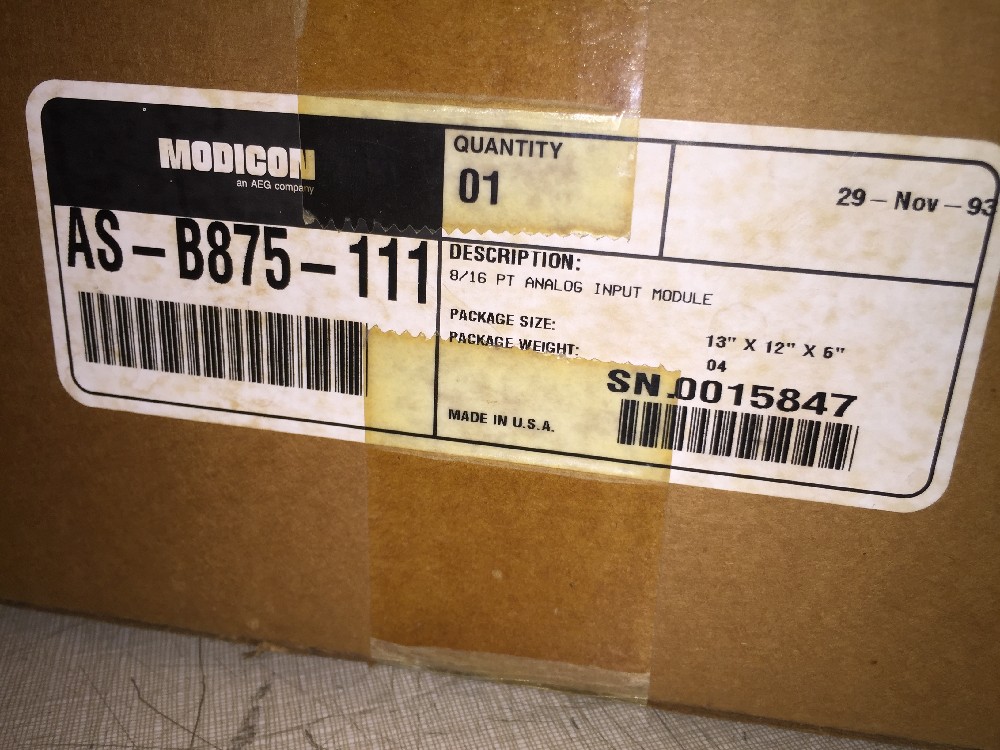 MODICON
an AEG company
QUANTITY
01
29-Nov-93
AS-B875-111
DESCRIPTION:
8/16 PT ANALOG INPUT MODULE
PACKAGE SIZE: 13" X 12" X 6"
PACKAGE WEIGHT: 04
SN.0015847
MADE IN U.S.A.